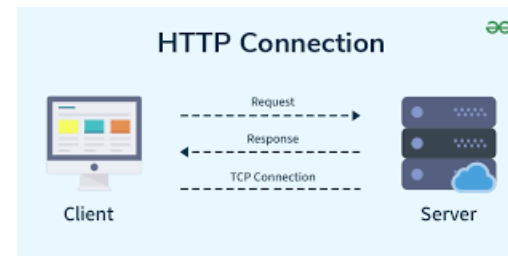 HTTP Connection
Request
Response
TCP Connection
Client
Server